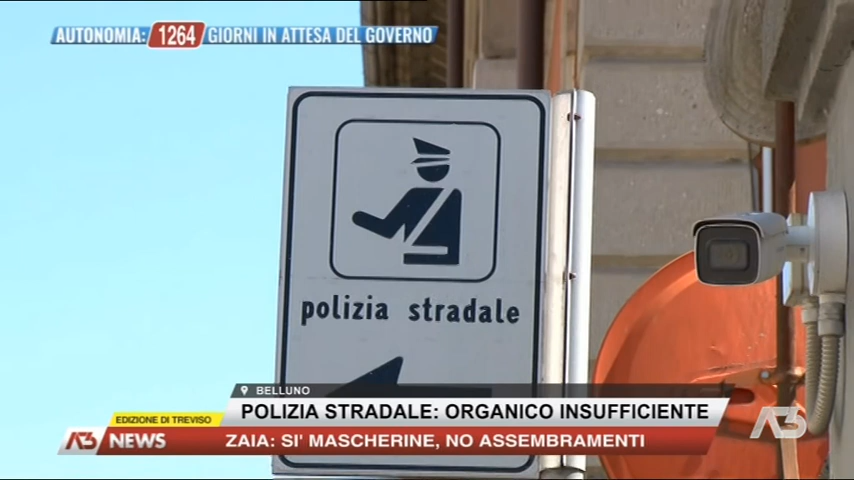 AUTONOMIA: 1264 GIORNI IN ATTESA DEL GOVERNO
polizia stradale
BELLUNO
POLIZIA STRADALE: ORGANICO INSUFFICIENTE
EDIZIONE DI TREVISO
A3 NEWS
ZAIA: SI' MASCHERINE, NO ASSEMBRAMENTI
A3